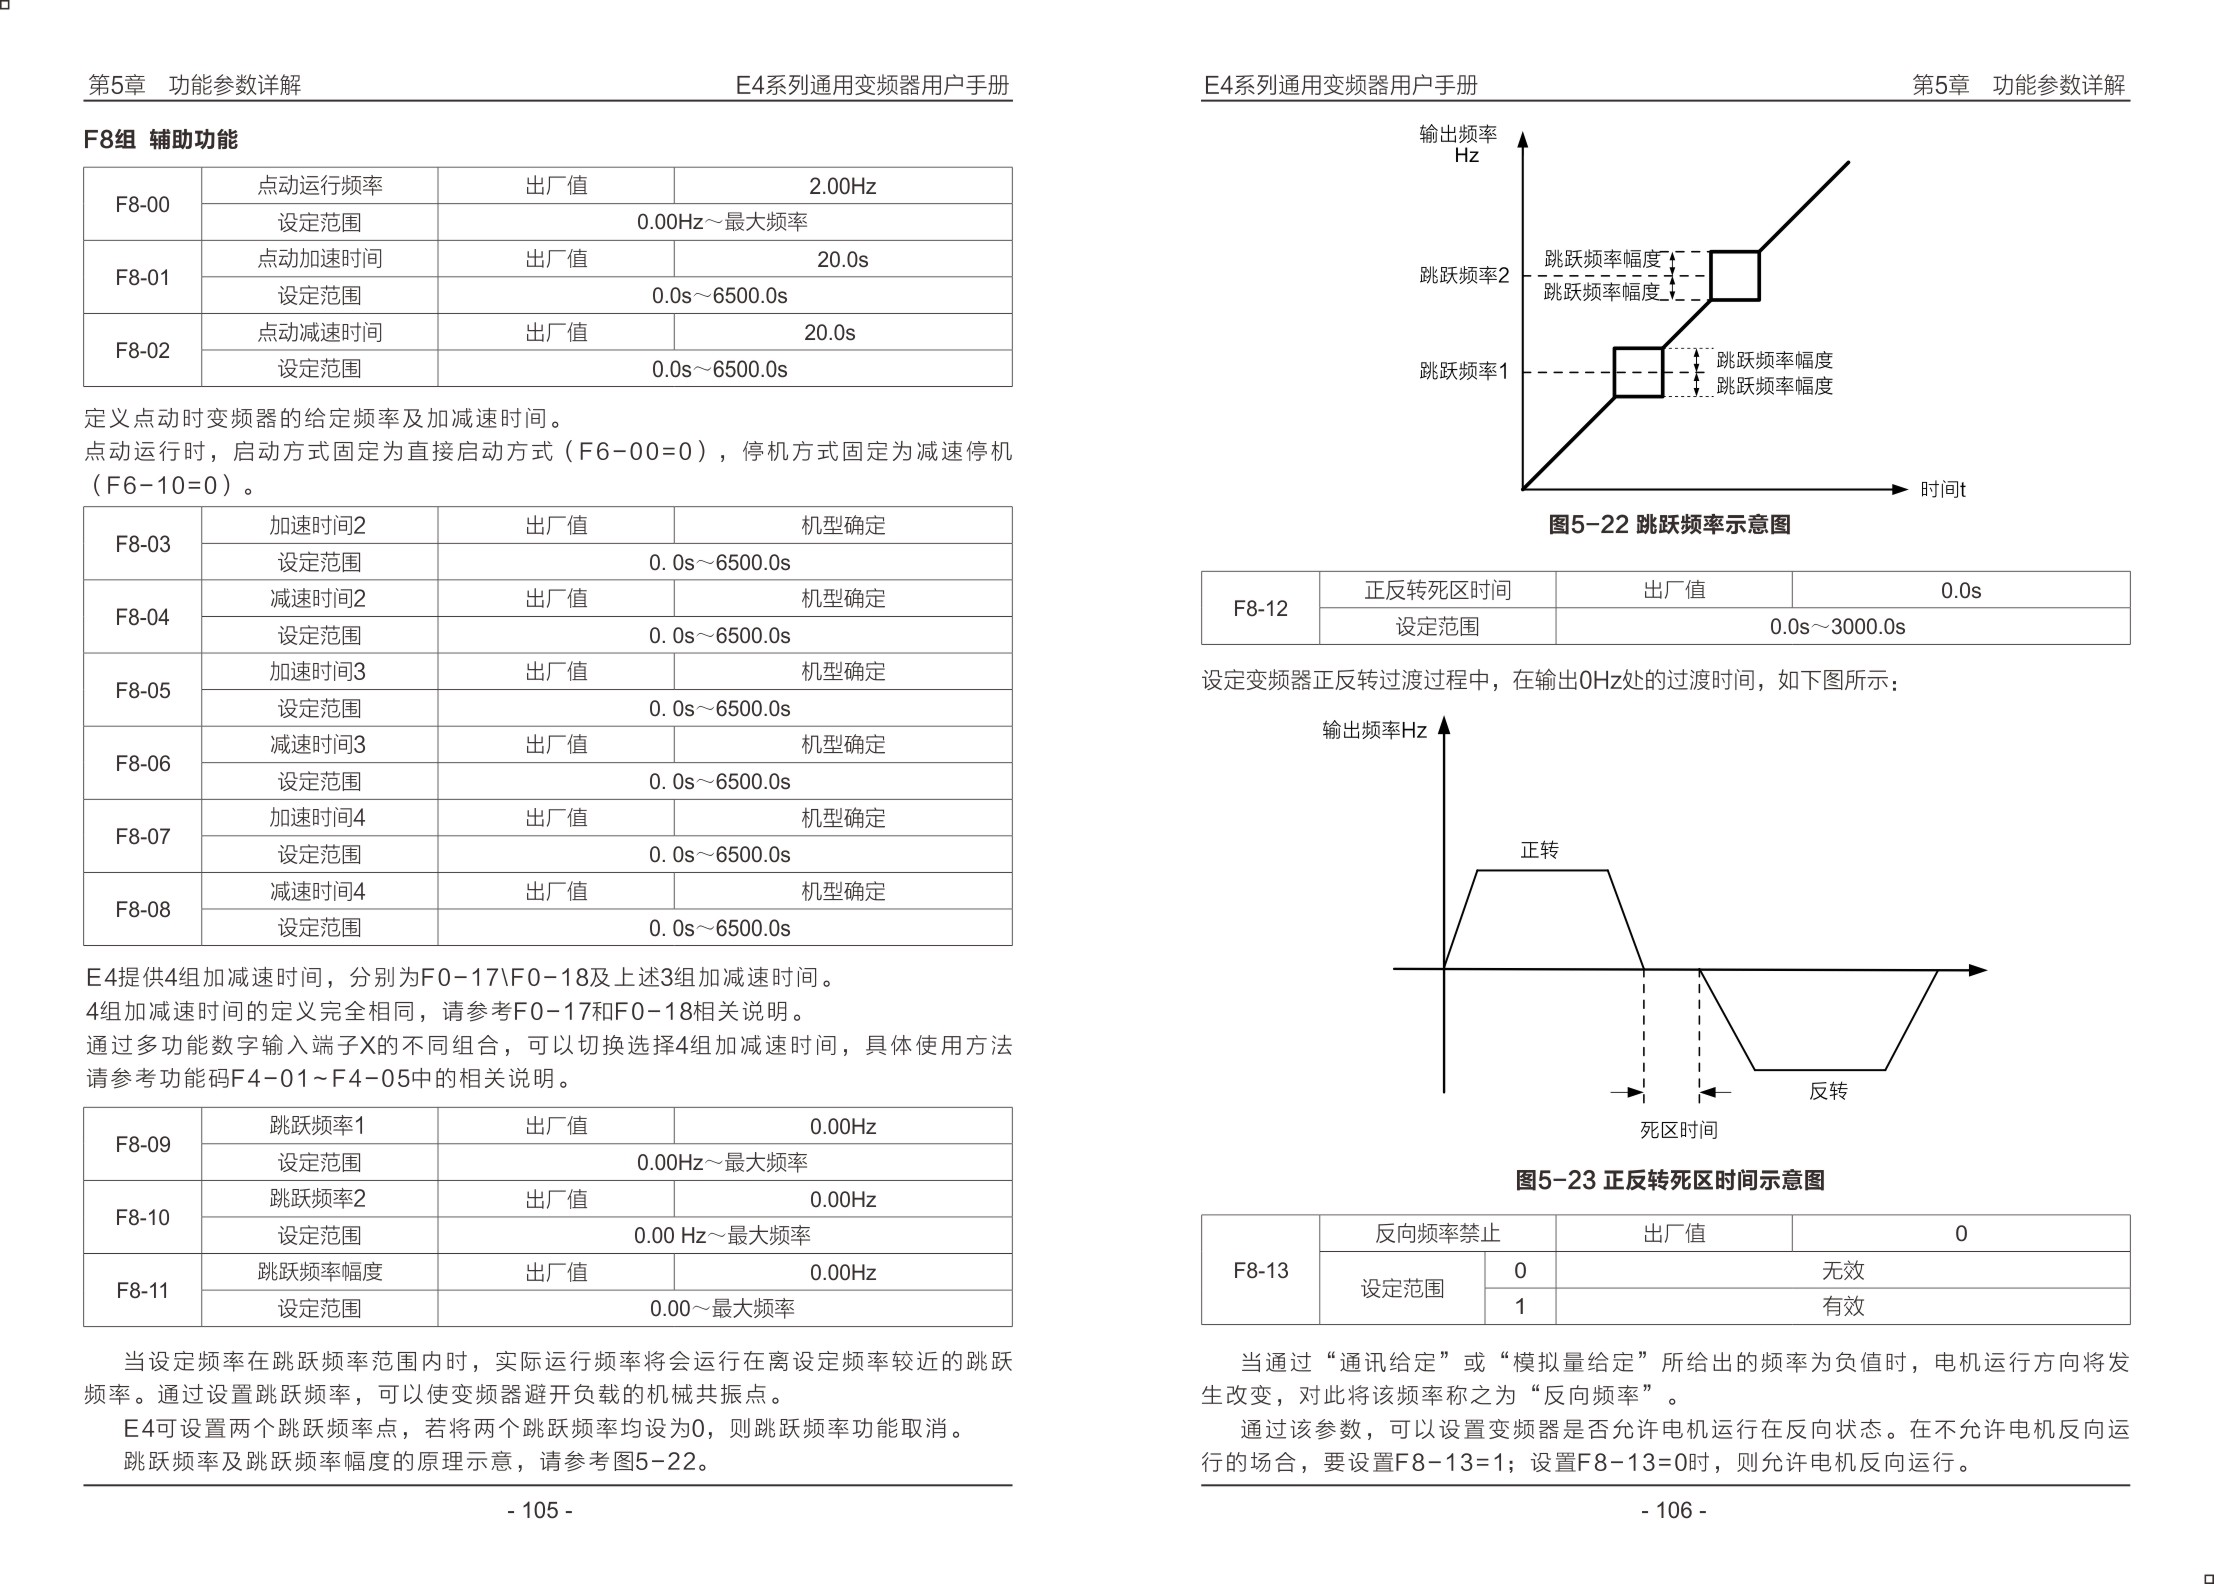 第5章　功能参数详解
E4系列通用变频器用户手册
F8组 辅助功能
F8-00
点动运行频率 出厂值 2.00Hz
设定范围 0.00Hz～最大频率
F8-01
点动加速时间 出厂值 20.0s
设定范围 0.0s～6500.0s
F8-02
点动减速时间 出厂值 20.0s
设定范围 0.0s～6500.0s
定义点动时变频器的给定频率及加减速时间。
点动运行时，启动方式固定为直接启动方式（F6-00=0），停机方式固定为减速停机
（F6-10=0）。
F8-03
加速时间2 出厂值 机型确定
设定范围 0. 0s～6500.0s
F8-04
减速时间2 出厂值 机型确定
设定范围 0. 0s～6500.0s
F8-05
加速时间3 出厂值 机型确定
设定范围 0. 0s～6500.0s
F8-06
减速时间3 出厂值 机型确定
设定范围 0. 0s～6500.0s
F8-07
加速时间4 出厂值 机型确定
设定范围 0. 0s～6500.0s
F8-08
减速时间4 出厂值 机型确定
设定范围 0. 0s～6500.0s
E4提供4组加减速时间，分别为F0-17\F0-18及上述3组加减速时间。
4组加减速时间的定义完全相同，请参考F0-17和F0-18相关说明。
通过多功能数字输入端子X的不同组合，可以切换选择4组加减速时间，具体使用方法
请参考功能码F4-01~F4-05中的相关说明。
F8-09
跳跃频率1 出厂值 0.00Hz
设定范围 0.00Hz～最大频率
F8-10
跳跃频率2 出厂值 0.00Hz
设定范围 0.00 Hz～最大频率
F8-11
跳跃频率幅度 出厂值 0.00Hz
设定范围 0.00～最大频率
当设定频率在跳跃频率范围内时，实际运行频率将会运行在离设定频率较近的跳跃
频率。通过设置跳跃频率，可以使变频器避开负载的机械共振点。
E4可设置两个跳跃频率点，若将两个跳跃频率均设为0，则跳跃频率功能取消。
跳跃频率及跳跃频率幅度的原理示意，请参考图5-22。
- 105 -
E4系列通用变频器用户手册
第5章　功能参数详解
输出频率
Hz
跳跃频率幅度
跳跃频率2
跳跃频率幅度
跳跃频率幅度
跳跃频率1
跳跃频率幅度
时间t
图5-22 跳跃频率示意图
F8-12
正反转死区时间 出厂值 0.0s
设定范围 0.0s～3000.0s
设定变频器正反转过渡过程中，在输出0Hz处的过渡时间，如下图所示：
输出频率Hz
正转
反转
死区时间
图5-23 正反转死区时间示意图
F8-13
反向频率禁止 出厂值 0
设定范围
0 无效
1 有效
当通过“通讯给定”或“模拟量给定”所给出的频率为负值时，电机运行方向将发
生改变，对此将该频率称之为“反向频率”。
通过该参数，可以设置变频器是否允许电机运行在反向状态。在不允许电机反向运
行的场合，要设置F8-13=1；设置F8-13=0时，则允许电机反向运行。
- 106 -